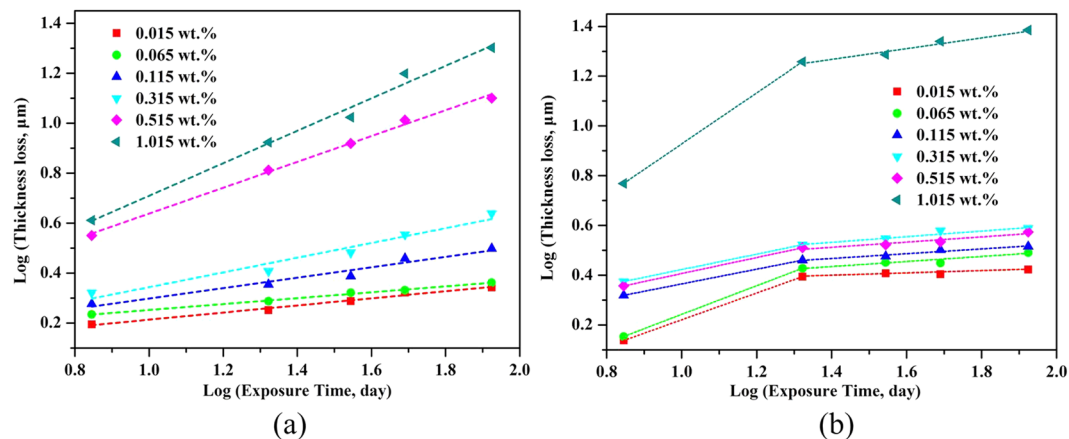 1.4
1.2
1.0
0.8
0.6
0.4
0.2
Log (Thickness loss, µm)
0.015 wt.%
0.065 wt.%
0.115 wt.%
0.315 wt.%
0.515 wt.%
1.015 wt.%
0.8 1.0 1.2 1.4 1.6 1.8 2.0
Log (Exposure Time, day)
(a)
1.4
1.2
1.0
0.8
0.6
0.4
0.2
Log (Thickness loss, µm)
0.015 wt.%
0.065 wt.%
0.115 wt.%
0.315 wt.%
0.515 wt.%
1.015 wt.%
0.8 1.0 1.2 1.4 1.6 1.8 2.0
Log (Exposure Time, day)
(b)